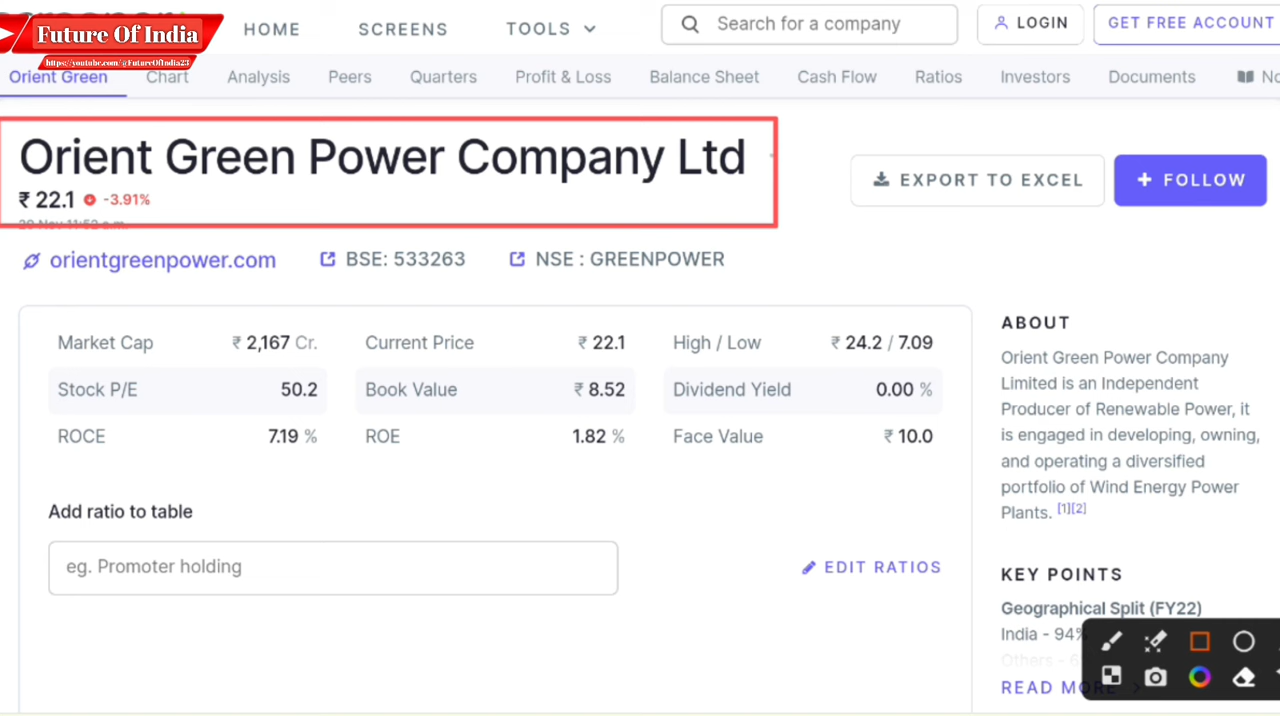 Future Of India
https://youtube.com/@FutureOfIndia23
HOME SCREENS TOOLS
Search for a company
LOGIN
GET FREE ACCOUNT
Orient Green Chart Analysis Peers Quarters Profit & Loss Balance Sheet Cash Flow Ratios Investors Documents
Orient Green Power Company Ltd
₹ 22.1 -3.91%
EXPORT TO EXCEL
+ FOLLOW
orientgreenpower.com BSE: 533263 NSE : GREENPOWER
Market Cap ₹ 2,167 Cr. Current Price ₹ 22.1 High / Low ₹ 24.2 / 7.09
Stock P/E 50.2 Book Value ₹ 8.52 Dividend Yield 0.00 %
ROCE 7.19 % ROE 1.82 % Face Value ₹ 10.0
Add ratio to table
eg. Promoter holding
EDIT RATIOS
ABOUT
Orient Green Power Company
Limited is an Independent
Producer of Renewable Power, it
is engaged in developing, owning,
and operating a diversified
portfolio of Wind Energy Power
Plants. [1][2]
KEY POINTS
Geographical Split (FY22)
India - 94%
Others - 6
READ MORE